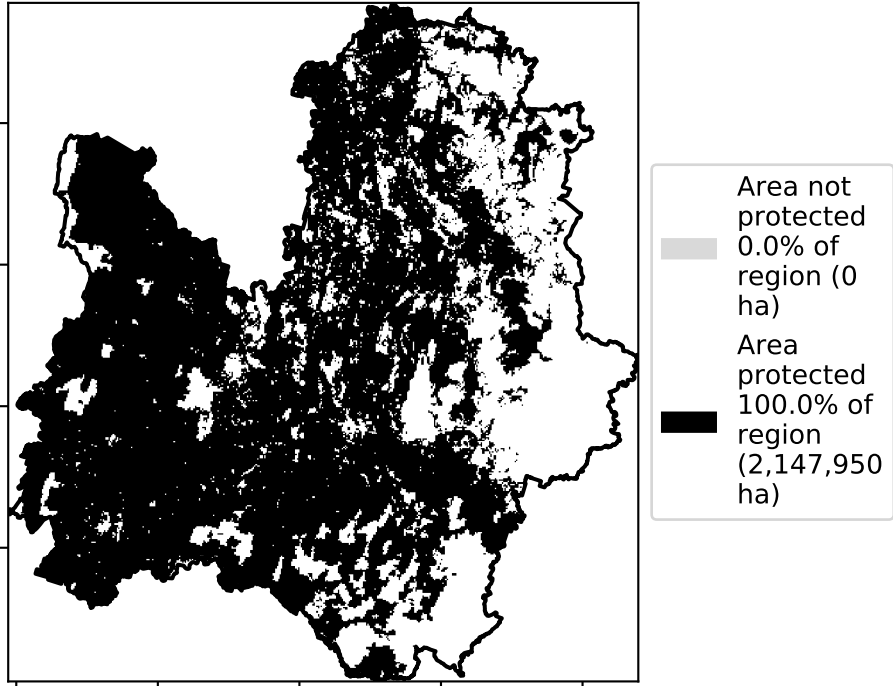 Area not
protected
0.0% of
region (0
ha)
Area
protected
100.0% of
region
(2,147,950
ha)